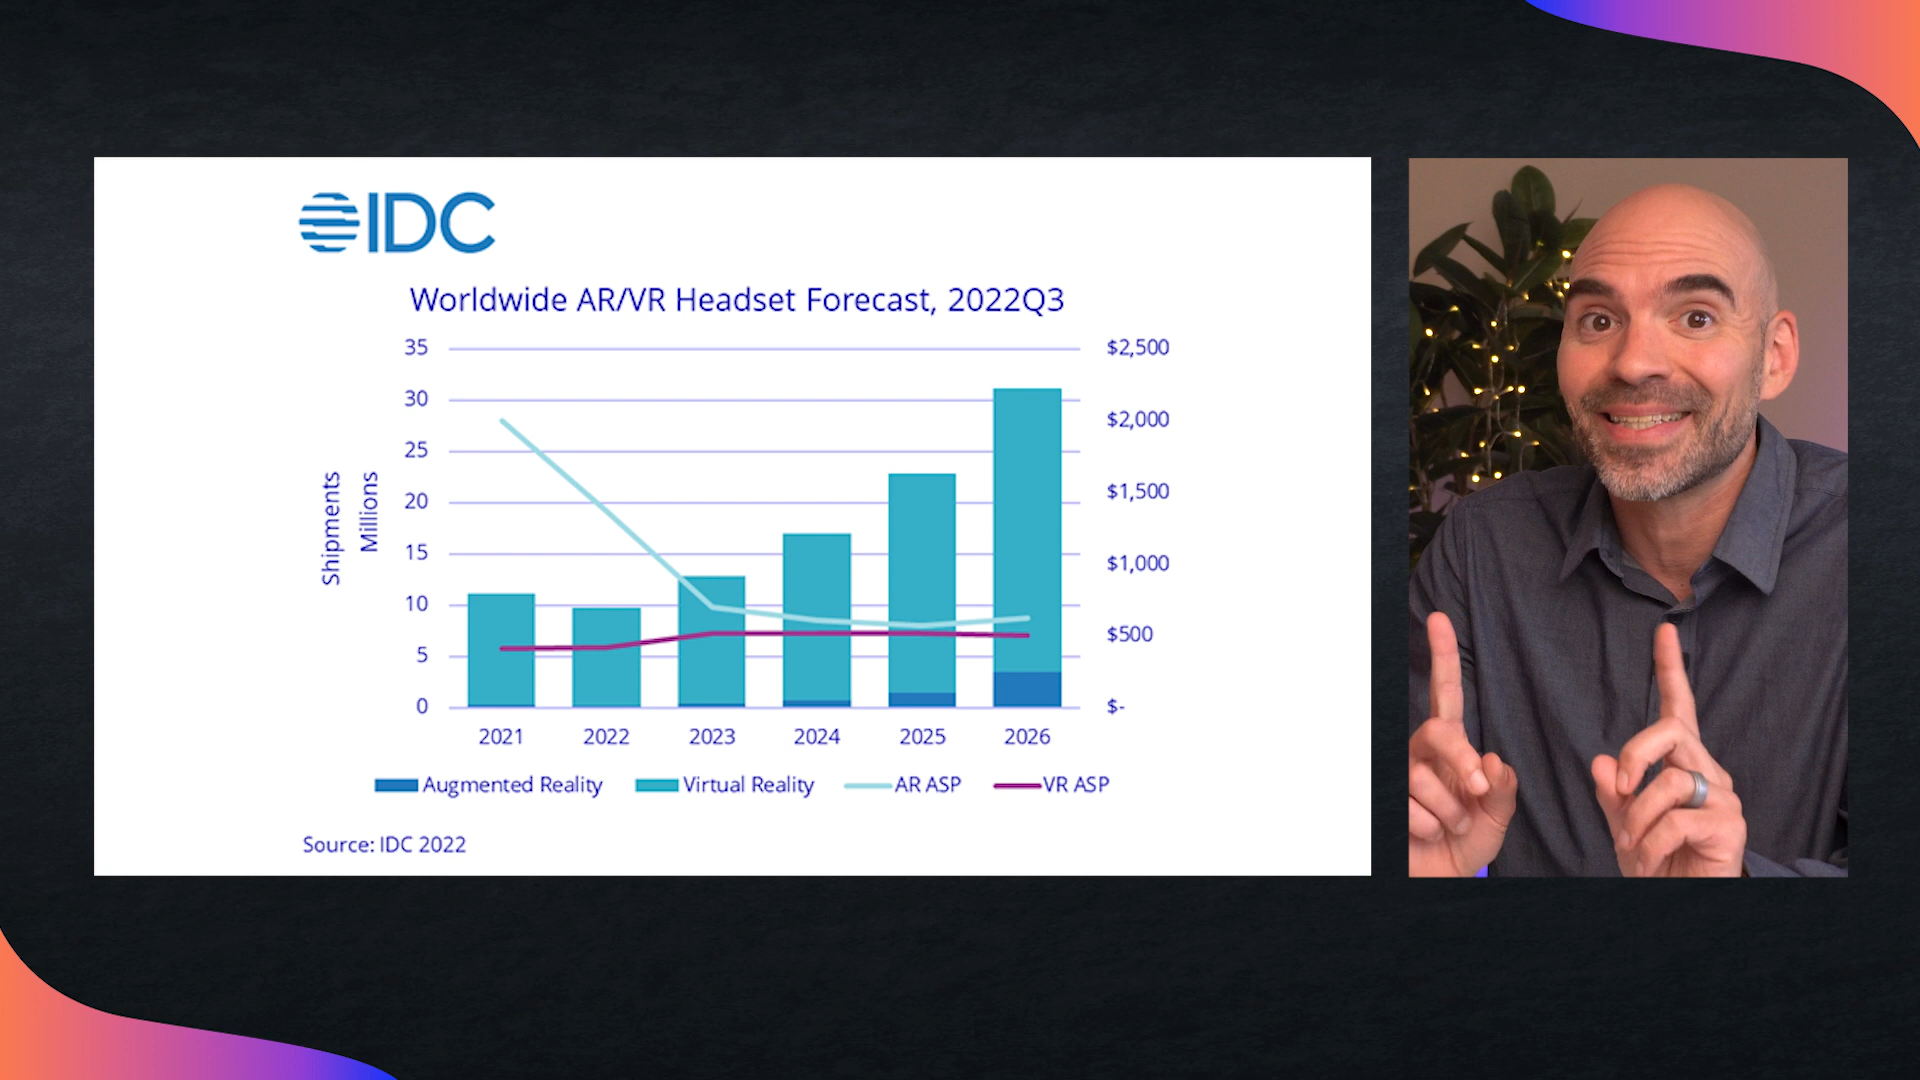 IDC
Worldwide AR/VR Headset Forecast, 2022Q3
Shipments
Millions
35
30
25
20
15
10
5
0
$2,500
$2,000
$1,500
$1,000
$500
$-
2021 2022 2023 2024 2025 2026
Augmented Reality Virtual Reality AR ASP VR ASP
Source: IDC 2022